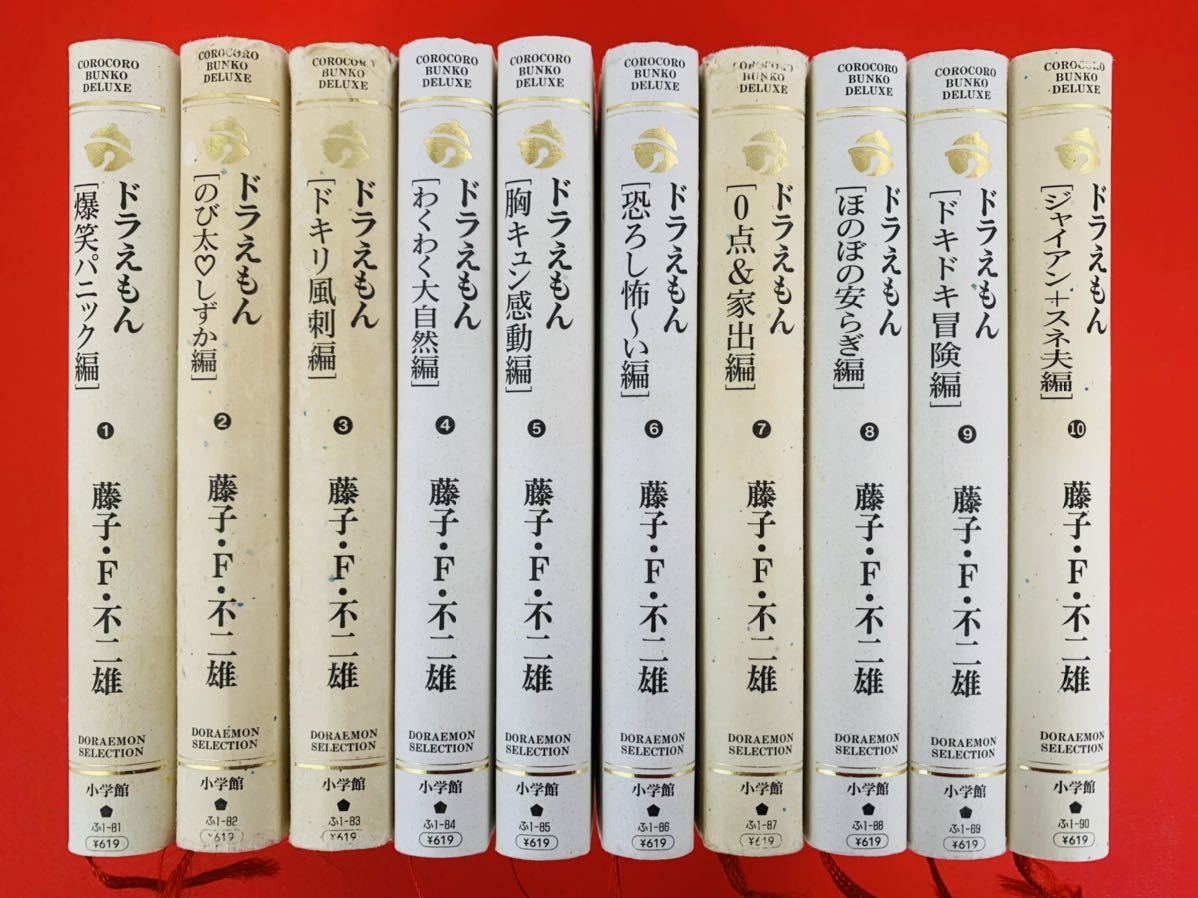 COROCORO
BUNKO
DELUXE
ドラえもん
[爆笑パニック編]
1
藤子・F・不二雄
DORAEMON
SELECTION
小学館
ふ1-81
¥619
COROCORO
BUNKO
DELUXE
ドラえもん
[のび太♡しずか編]
2
藤子・F・不二雄
DORAEMON
SELECTION
小学館
ふ1-82
¥619
COROCORO
BUNKO
DELUXE
ドラえもん
[ドキリ風刺編]
3
藤子・F・不二雄
DORAEMON
SELECTION
小学館
ふ1-83
¥619
COROCORO
BUNKO
DELUXE
ドラえもん
[わくわく大自然編]
4
藤子・F・不二雄
DORAEMON
SELECTION
小学館
ふ1-84
¥619
COROCORO
BUNKO
DELUXE
ドラえもん
[胸キュン感動編]
5
藤子・F・不二雄
DORAEMON
SELECTION
小学館
ふ1-85
¥619
COROCORO
BUNKO
DELUXE
ドラえもん
[恐ろし怖〜い編]
6
藤子・F・不二雄
DORAEMON
SELECTION
小学館
ふ1-86
¥619
COROCORO
BUNKO
DELUXE
ドラえもん
[0点&家出編]
7
藤子・F・不二雄
DORAEMON
SELECTION
小学館
ふ1-87
¥619
COROCORO
BUNKO
DELUXE
ドラえもん
[ほのぼの安らぎ編]
8
藤子・F・不二雄
DORAEMON
SELECTION
小学館
ふ1-88
¥619
COROCORO
BUNKO
DELUXE
ドラえもん
[ドキドキ冒険編]
9
藤子・F・不二雄
DORAEMON
SELECTION
小学館
ふ1-89
¥619
COROCORO
BUNKO
DELUXE
ドラえもん
[ジャイアン+スネ夫編]
10
藤子・F・不二雄
DORAEMON
SELECTION
小学館
ふ1-90
¥619